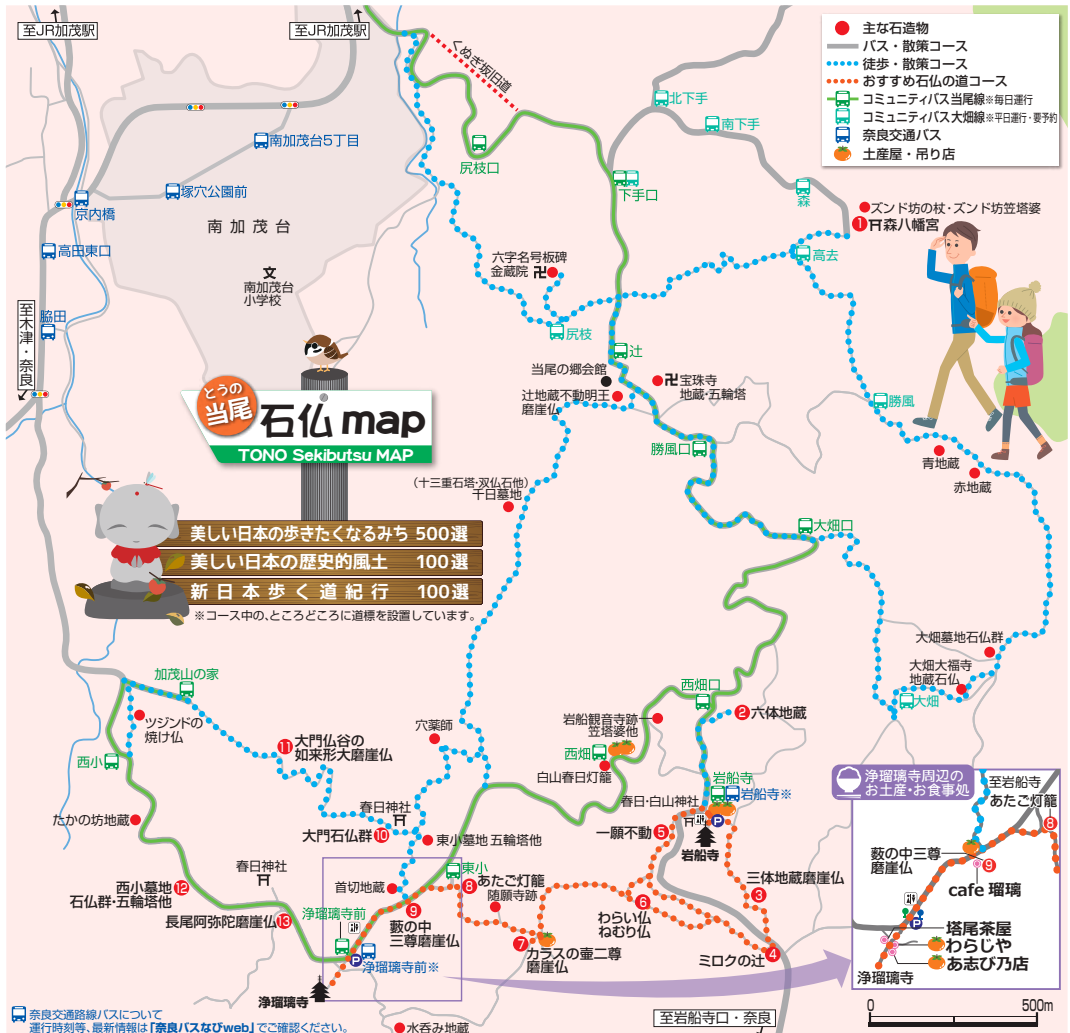 至JR加茂駅
至JR加茂駅
くぬぎ坂旧道
主な石造物
バス・散策コース
徒歩・散策コース
おすすめ石仏の道コース
コミュニティバス当尾線※毎日運行
コミュニティバス大畑線※平日運行・要予約
奈良交通バス
土産屋・吊り店
北下手
南下手
南加茂台5丁目
尻枝口
下手口
森
塚穴公園前
京内橋
ズンド坊の杖・ズンド坊笠塔婆
1 森八幡宮
南加茂台
高田東口
高去
六字名号板碑
金蔵院
文
南加茂台
小学校
至木津・奈良
脇田
尻枝
辻
当尾の郷会館
宝珠寺
地蔵・五輪塔
辻地蔵不動明王
磨崖仏
勝風
とうの
当尾
石仏 map
TONO Sekibutsu MAP
勝風口
青地蔵
赤地蔵
(十三重石塔・双仏石他)
千日墓地
美しい日本の歩きたくなるみち 500選
美しい日本の歴史的風土 100選
新日本歩く道紀行 100選
※コース中の、ところどころに道標を設置しています。
大畑口
大畑墓地石仏群
大畑大福寺
地蔵石仏
大畑
加茂山の家
西畑口
2 六体地蔵
岩船観音寺跡
笠塔婆他
ツジンドの
焼け仏
穴薬師
11 大門仏谷の
如来形大磨崖仏
西畑
白山春日灯籠
西小
岩船寺
岩船寺※
浄瑠璃寺周辺の
お土産・お食事処
至岩船寺
あたご灯籠
8
春日神社
春日・白山神社
P
たかの坊地蔵
大門石仏群 10
東小墓地 五輪塔他
一願不動 5
岩船寺
藪の中三尊
磨崖仏
9
cafe 瑠璃
春日神社
東小
8 あたご灯籠
三体地蔵磨崖仏
3
西小墓地 12
石仏群・五輪塔他
首切地蔵
随願寺跡
6
わらい仏
ねむり仏
9
藪の中
三尊磨崖仏
長尾阿弥陀磨崖仏 13
浄瑠璃寺前
P
塔尾茶屋
わらじや
あ志び乃店
浄瑠璃寺
7
カラスの壷二尊
磨崖仏
ミロクの辻 4
P
浄瑠璃寺前※
浄瑠璃寺
0 500m
奈良交通路線バスについて
運行時刻等、最新情報は「奈良バスなびweb」でご確認ください。
水呑み地蔵
至岩船寺口・奈良